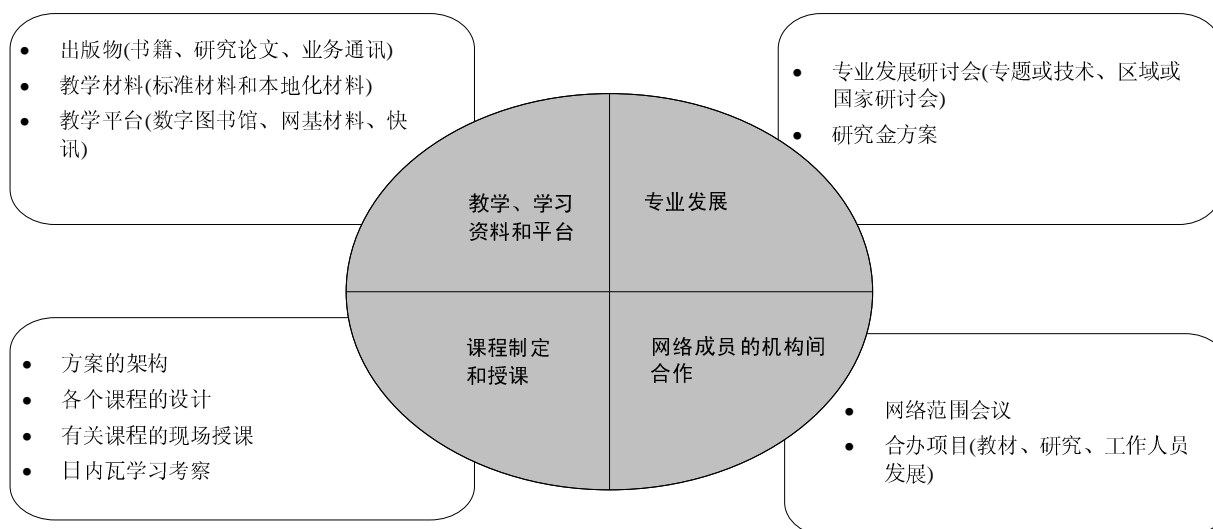 • 出版物(书籍、研究论文、业务通讯)
• 教学材料(标准材料和本地化材料)
• 教学平台(数字图书馆、网基材料、快
讯)
• 专业发展研讨会(专题或技术、区域或
国家研讨会)
• 研究金方案
教学、学习
资料和平台
专业发展
课程制定
和授课
网络成员的机构间
合作
• 方案的架构
• 各个课程的设计
• 有关课程的现场授课
• 日内瓦学习考察
• 网络范围会议
• 合办项目(教材、研究、工作人员
发展)